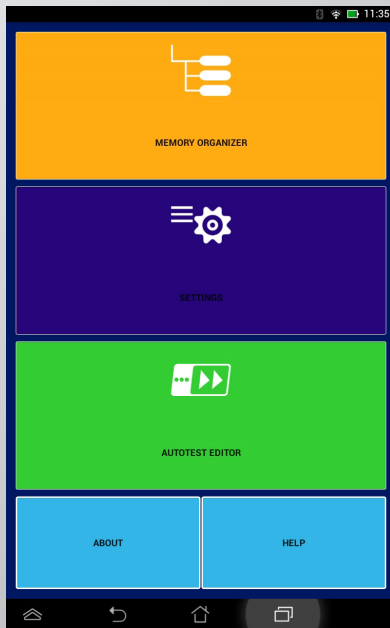 11:35
MEMORY ORGANIZER
SETTINGS
AUTOTEST EDITOR
ABOUT
HELP